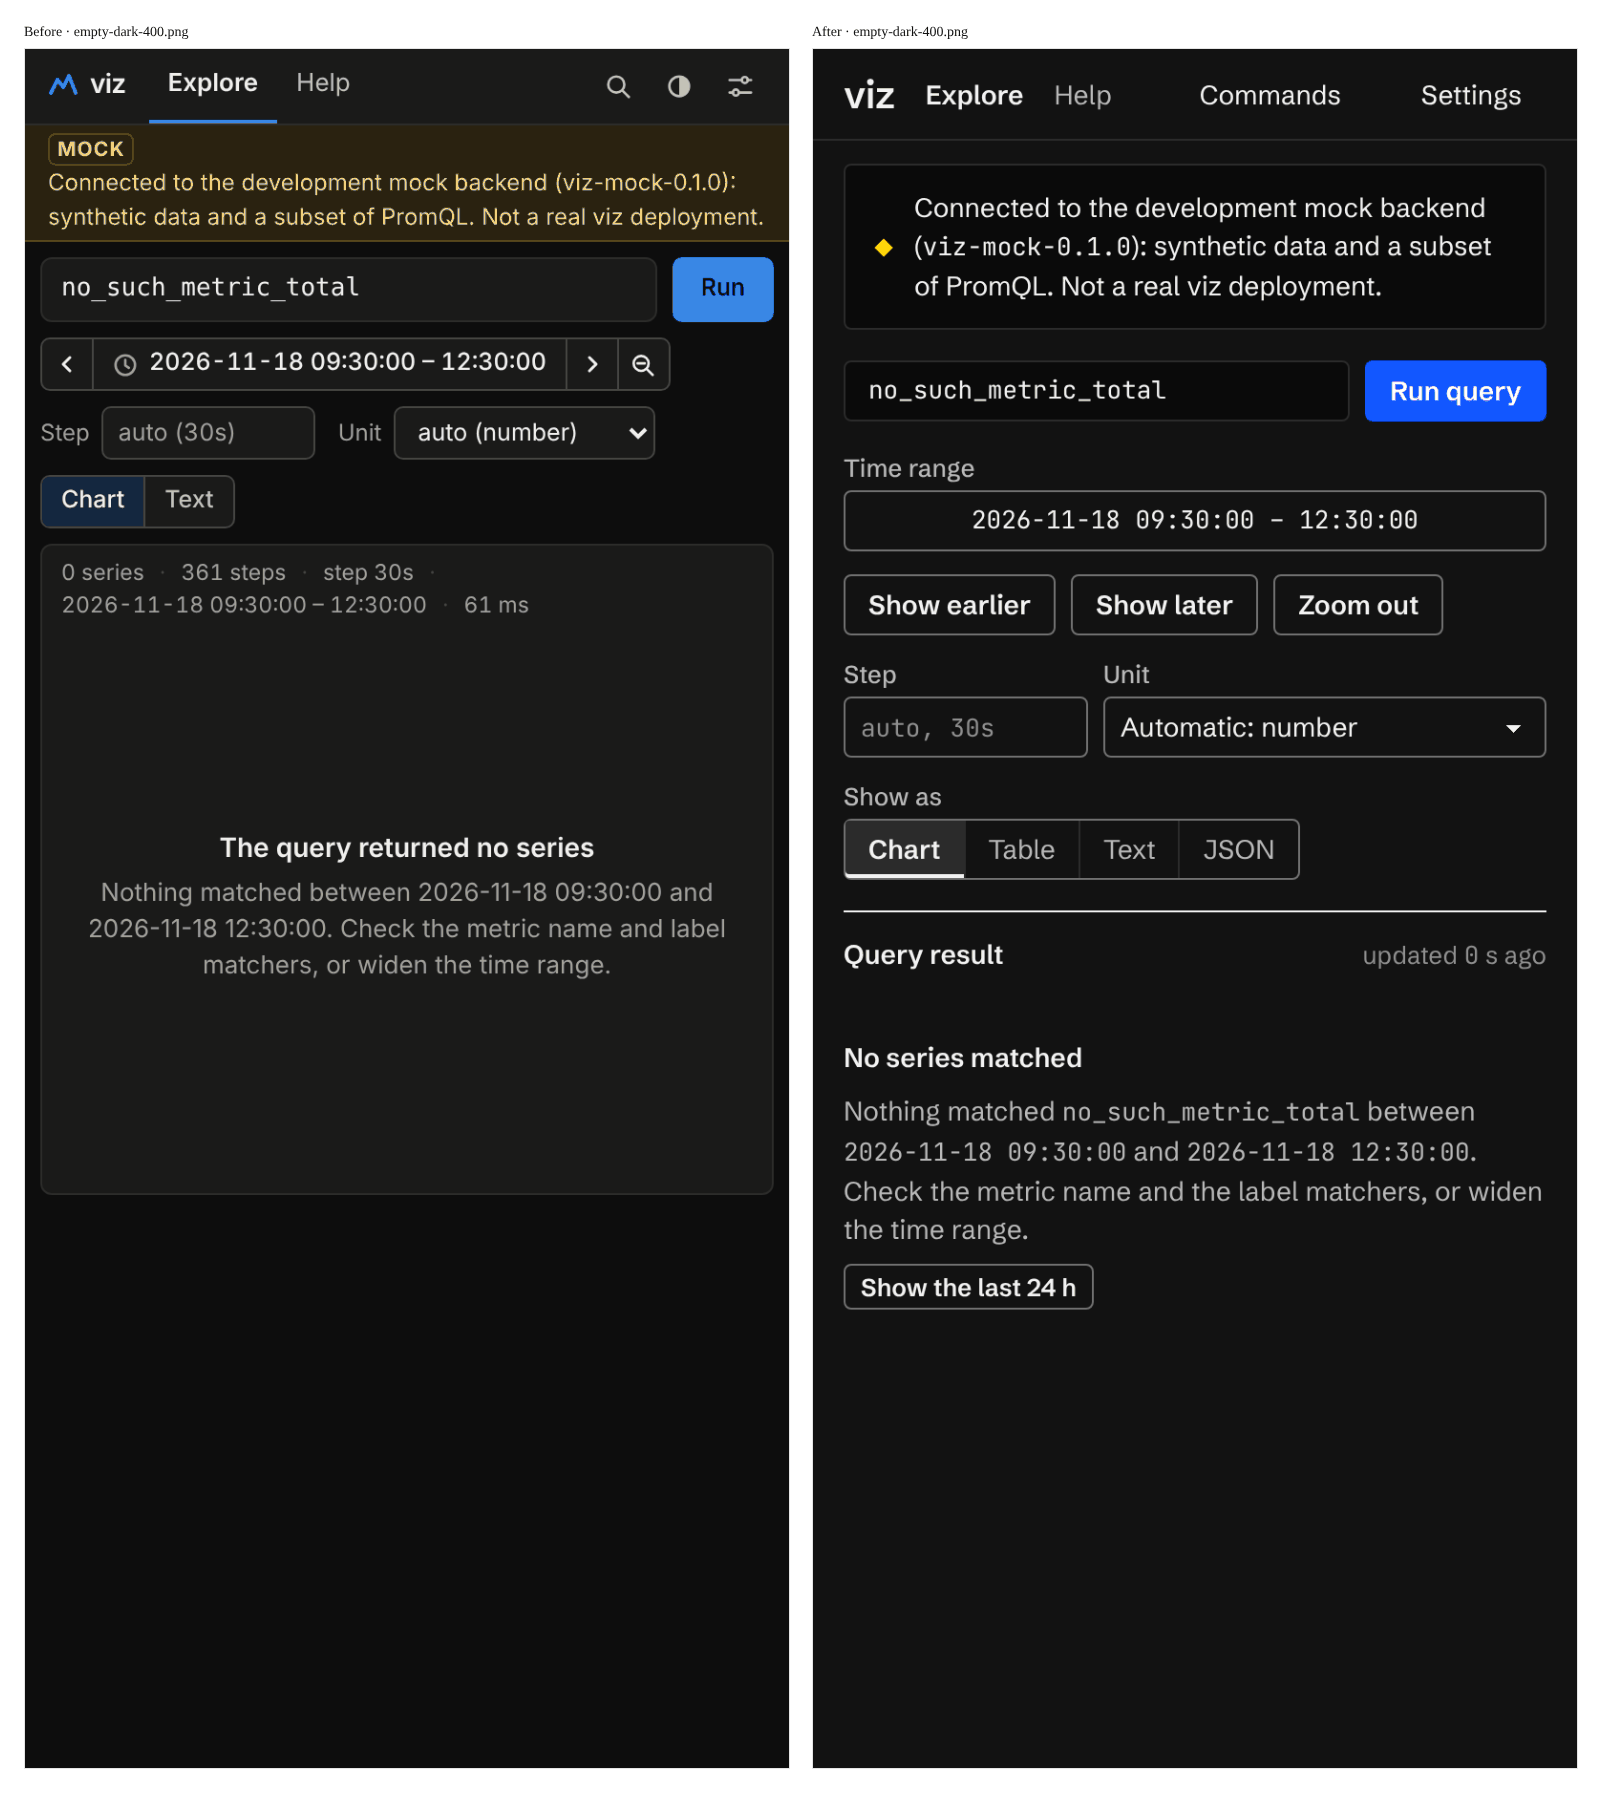 Before · empty-dark-400.png
viz Explore Help
MOCK
Connected to the development mock backend (viz-mock-0.1.0):
synthetic data and a subset of PromQL. Not a real viz deployment.
no_such_metric_total Run
2026-11-18 09:30:00 – 12:30:00
Step auto (30s) Unit auto (number)
Chart Text
0 series · 361 steps · step 30s ·
2026-11-18 09:30:00 – 12:30:00 · 61 ms
The query returned no series
Nothing matched between 2026-11-18 09:30:00 and
2026-11-18 12:30:00. Check the metric name and label
matchers, or widen the time range.
After · empty-dark-400.png
viz Explore Help Commands Settings
Connected to the development mock backend
(viz-mock-0.1.0): synthetic data and a subset
of PromQL. Not a real viz deployment.
no_such_metric_total Run query
Time range
2026-11-18 09:30:00 – 12:30:00
Show earlier Show later Zoom out
Step Unit
auto, 30s Automatic: number
Show as
Chart Table Text JSON
Query result updated 0 s ago
No series matched
Nothing matched no_such_metric_total between
2026-11-18 09:30:00 and 2026-11-18 12:30:00.
Check the metric name and the label matchers, or widen
the time range.
Show the last 24 h